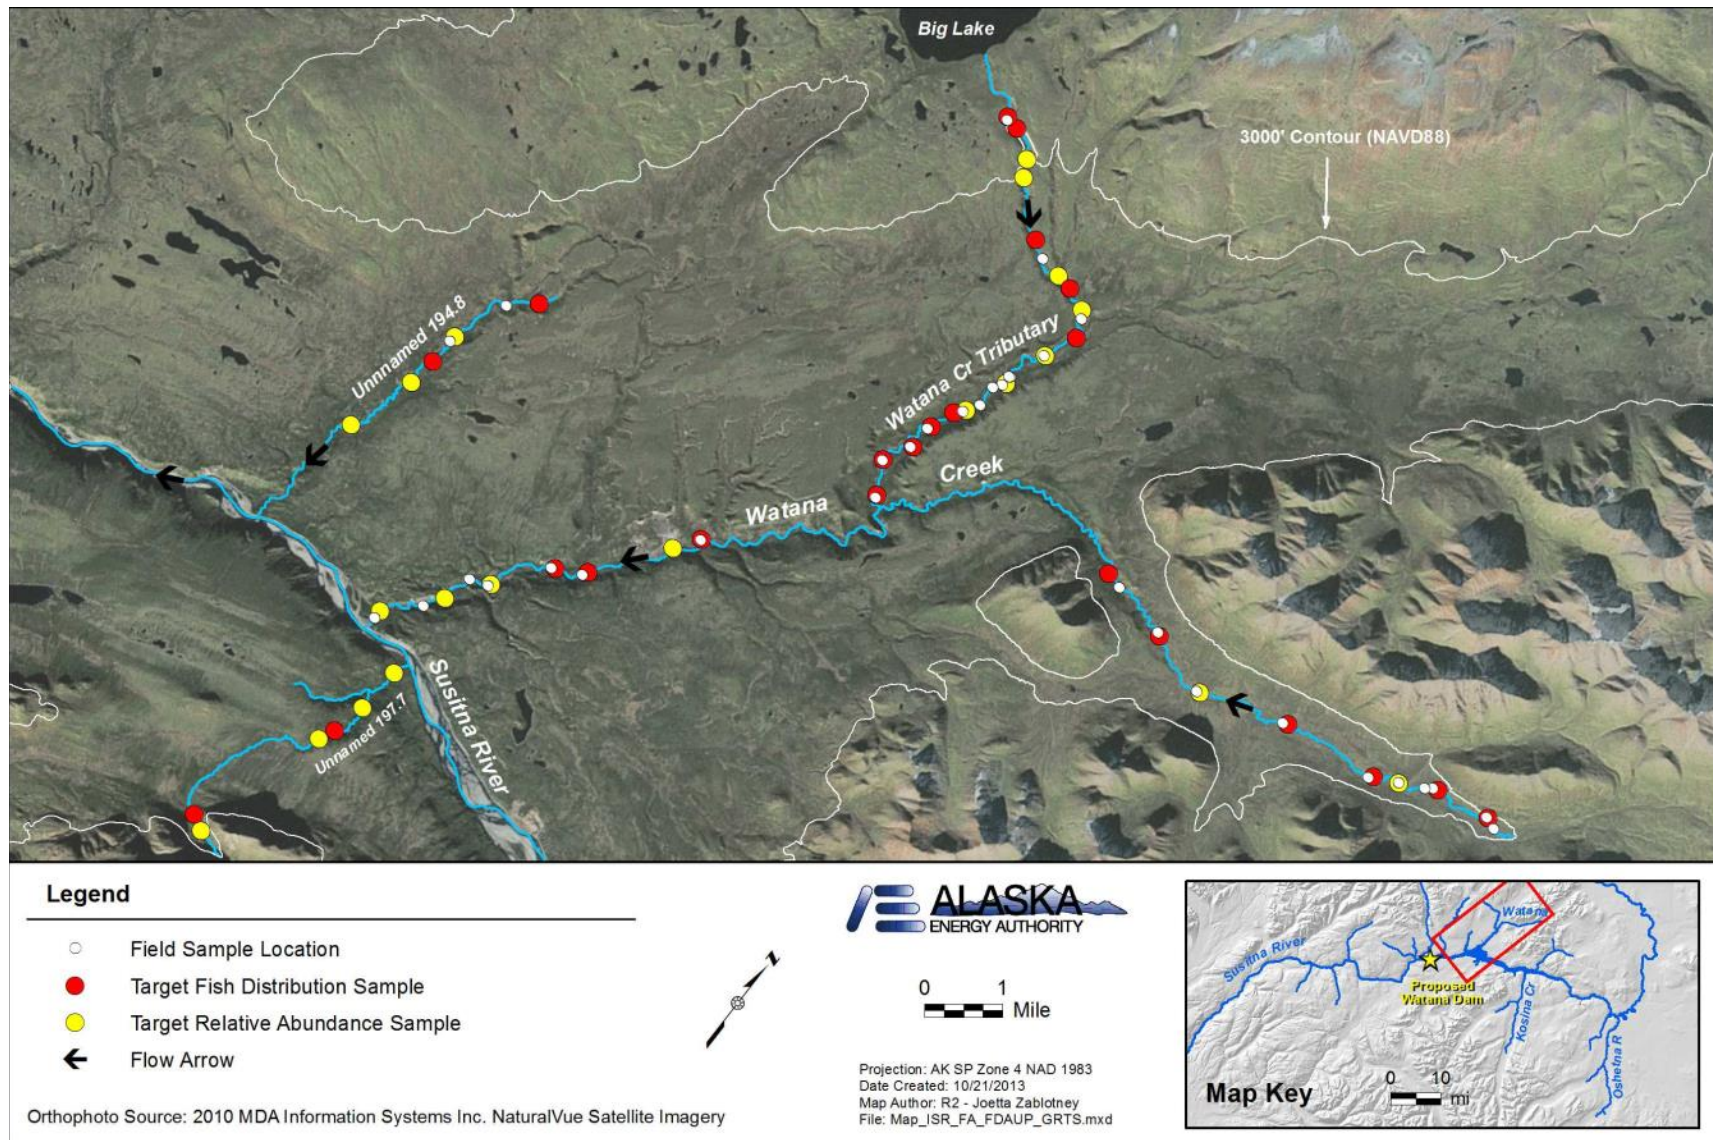 Big Lake
3000' Contour (NAVD88)
Unnnamed 194.8
Watana Cr Tributary
Creek
Watana
Susitna River
Unnamed 197.7
Legend
Field Sample Location
Target Fish Distribution Sample
Target Relative Abundance Sample
Flow Arrow
Orthophoto Source: 2010 MDA Information Systems Inc. NaturalVue Satellite Imagery
N
ALASKA
ENERGY AUTHORITY
0 1
Mile
Projection: AK SP Zone 4 NAD 1983
Date Created: 10/21/2013
Map Author: R2 - Joetta Zablotney
File: Map_ISR_FA_FDAUP_GRTS.mxd
Watana
Susitna River
Proposed
Watana Dam
Kosina Cr
Oshetna R
0 10
mi
Map Key